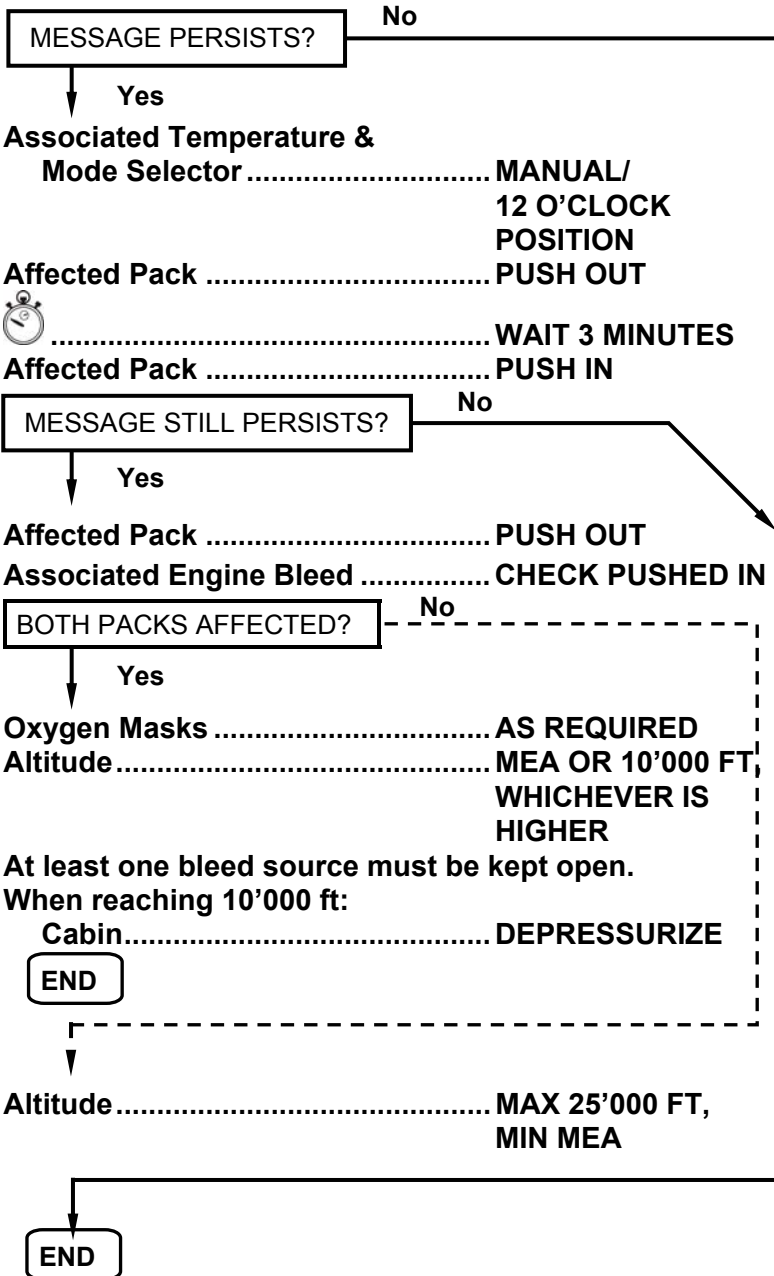 No
MESSAGE PERSISTS?
Yes
Associated Temperature &
Mode Selector .............................. MANUAL/
12 O’CLOCK
POSITION
Affected Pack ................................... PUSH OUT
...................................................... WAIT 3 MINUTES
Affected Pack ................................... PUSH IN
No
MESSAGE STILL PERSISTS?
Yes
Affected Pack ................................... PUSH OUT
Associated Engine Bleed ................ CHECK PUSHED IN
No
BOTH PACKS AFFECTED?
Yes
Oxygen Masks .................................. AS REQUIRED
Altitude .............................................. MEA OR 10’000 FT,
WHICHEVER IS
HIGHER
At least one bleed source must be kept open.
When reaching 10’000 ft:
Cabin ............................................. DEPRESSURIZE
END
Altitude .............................................. MAX 25’000 FT,
MIN MEA
END